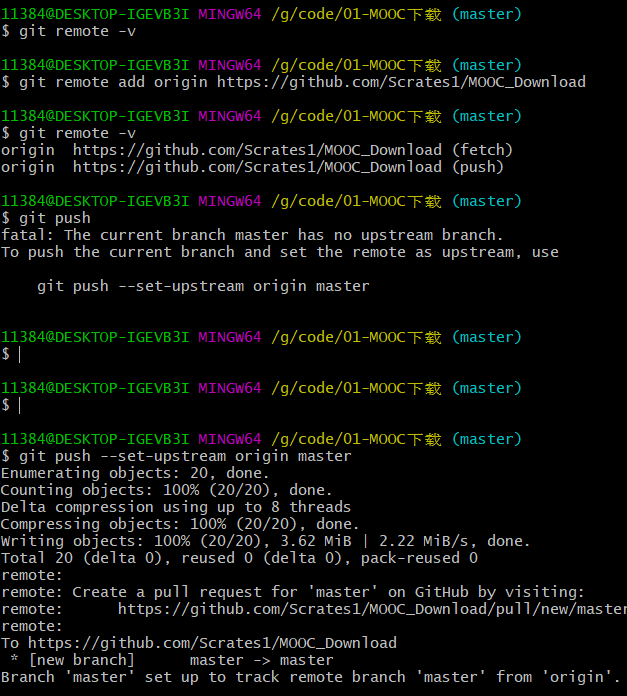 11384@DESKTOP-IGEVB3I MINGW64 /g/code/01-MOOC下载 (master)
$ git remote -v
11384@DESKTOP-IGEVB3I MINGW64 /g/code/01-MOOC下载 (master)
$ git remote add origin https://github.com/Scrates1/MOOC_Download
11384@DESKTOP-IGEVB3I MINGW64 /g/code/01-MOOC下载 (master)
$ git remote -v
origin  https://github.com/Scrates1/MOOC_Download (fetch)
origin  https://github.com/Scrates1/MOOC_Download (push)
11384@DESKTOP-IGEVB3I MINGW64 /g/code/01-MOOC下载 (master)
$ git push
fatal: The current branch master has no upstream branch.
To push the current branch and set the remote as upstream, use
    git push --set-upstream origin master
11384@DESKTOP-IGEVB3I MINGW64 /g/code/01-MOOC下载 (master)
$
11384@DESKTOP-IGEVB3I MINGW64 /g/code/01-MOOC下载 (master)
$
11384@DESKTOP-IGEVB3I MINGW64 /g/code/01-MOOC下载 (master)
$ git push --set-upstream origin master
Enumerating objects: 20, done.
Counting objects: 100% (20/20), done.
Delta compression using up to 8 threads
Compressing objects: 100% (20/20), done.
Writing objects: 100% (20/20), 3.62 MiB | 2.22 MiB/s, done.
Total 20 (delta 0), reused 0 (delta 0), pack-reused 0
remote:
remote: Create a pull request for 'master' on GitHub by visiting:
remote:      https://github.com/Scrates1/MOOC_Download/pull/new/master
remote:
To https://github.com/Scrates1/MOOC_Download
 * [new branch]      master -> master
Branch 'master' set up to track remote branch 'master' from 'origin'.